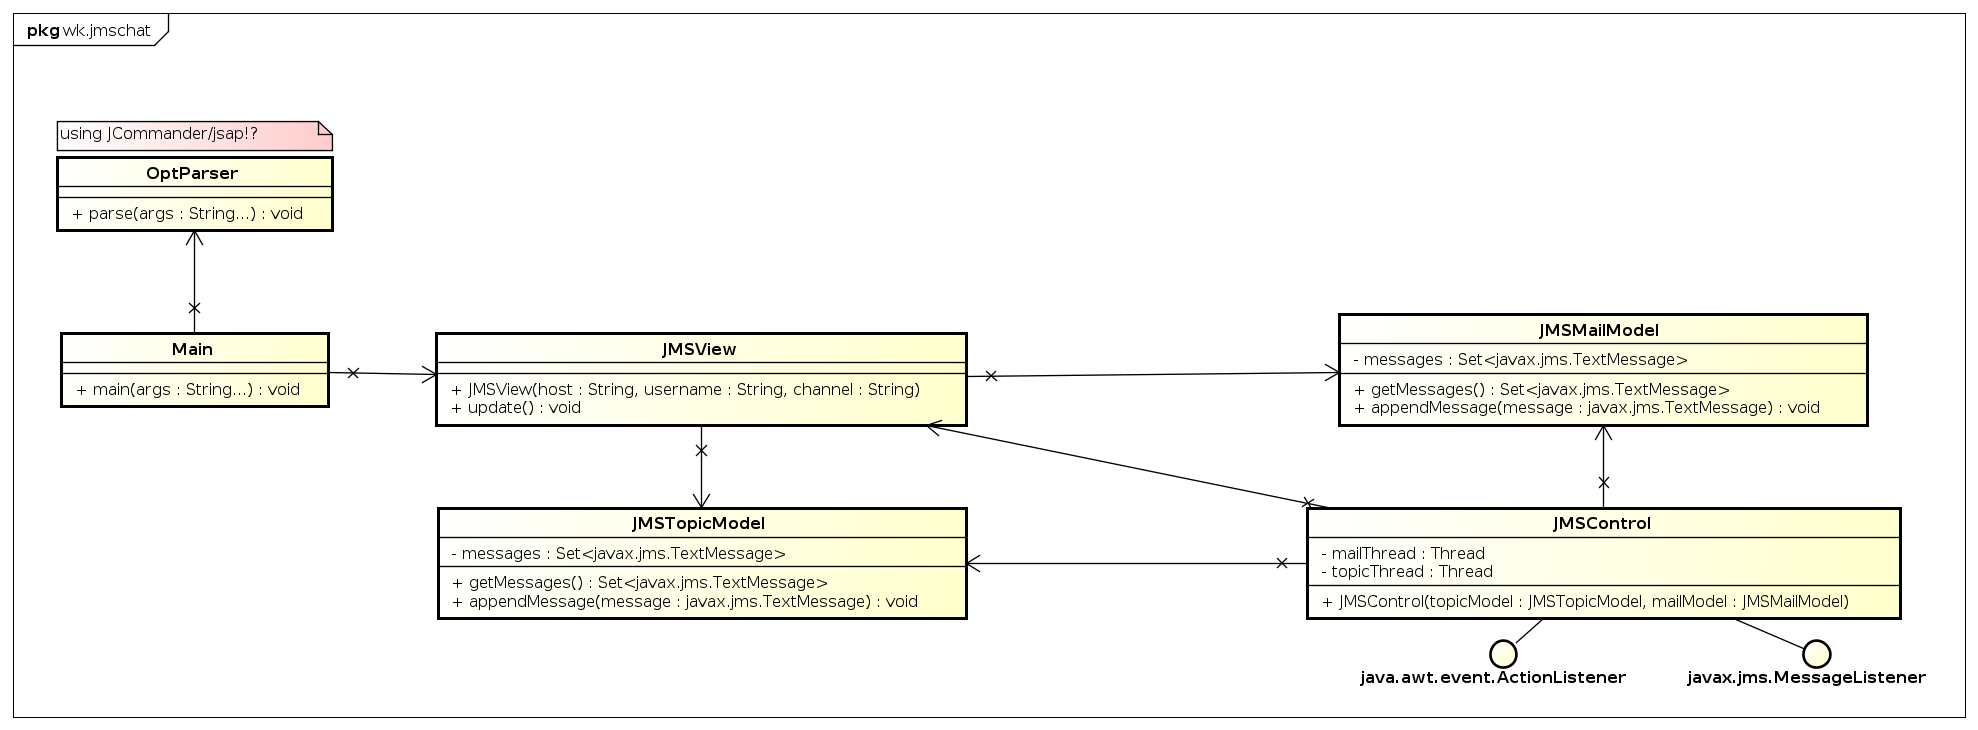 pkg wk.jmschat
using JCommander/jsap!?
OptParser
+ parse(args : String...) : void
Main
+ main(args : String...) : void
JMSView
+ JMSView(host : String, username : String, channel : String)
+ update() : void
JMSMailModel
- messages : Set<javax.jms.TextMessage>
+ getMessages() : Set<javax.jms.TextMessage>
+ appendMessage(message : javax.jms.TextMessage) : void
JMSTopicModel
- messages : Set<javax.jms.TextMessage>
+ getMessages() : Set<javax.jms.TextMessage>
+ appendMessage(message : javax.jms.TextMessage) : void
JMSControl
- mailThread : Thread
- topicThread : Thread
+ JMSControl(topicModel : JMSTopicModel, mailModel : JMSMailModel)
java.awt.event.ActionListener
javax.jms.MessageListener